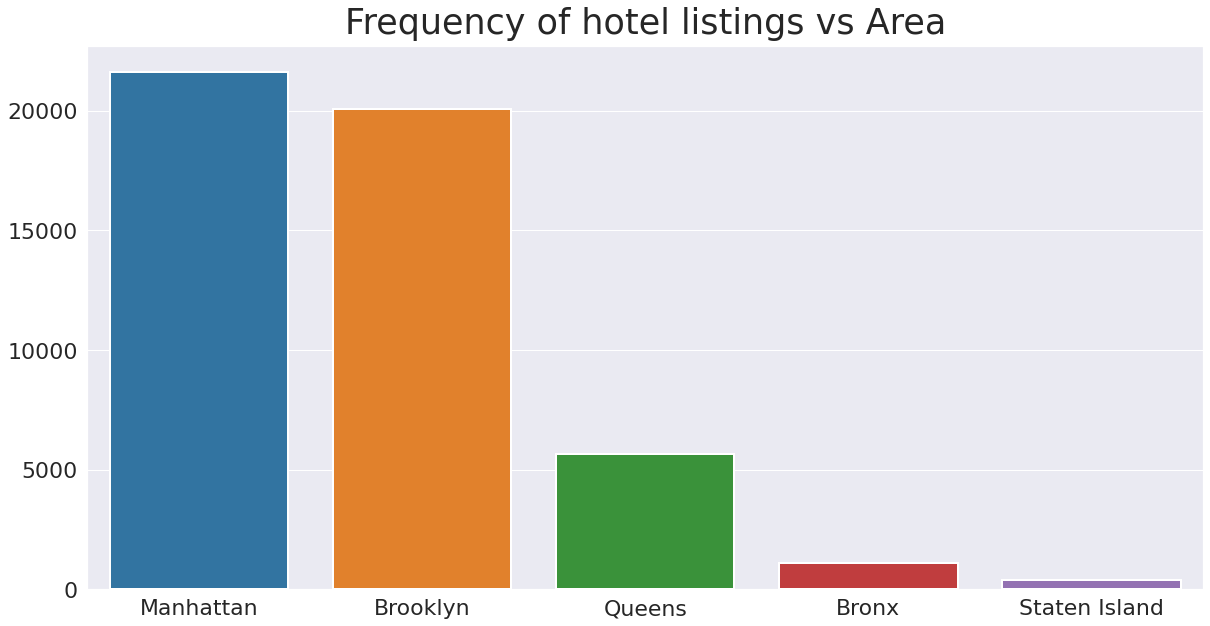 Frequency of hotel listings vs Area
20000
15000
10000
5000
0
Manhattan Brooklyn Queens Bronx Staten Island